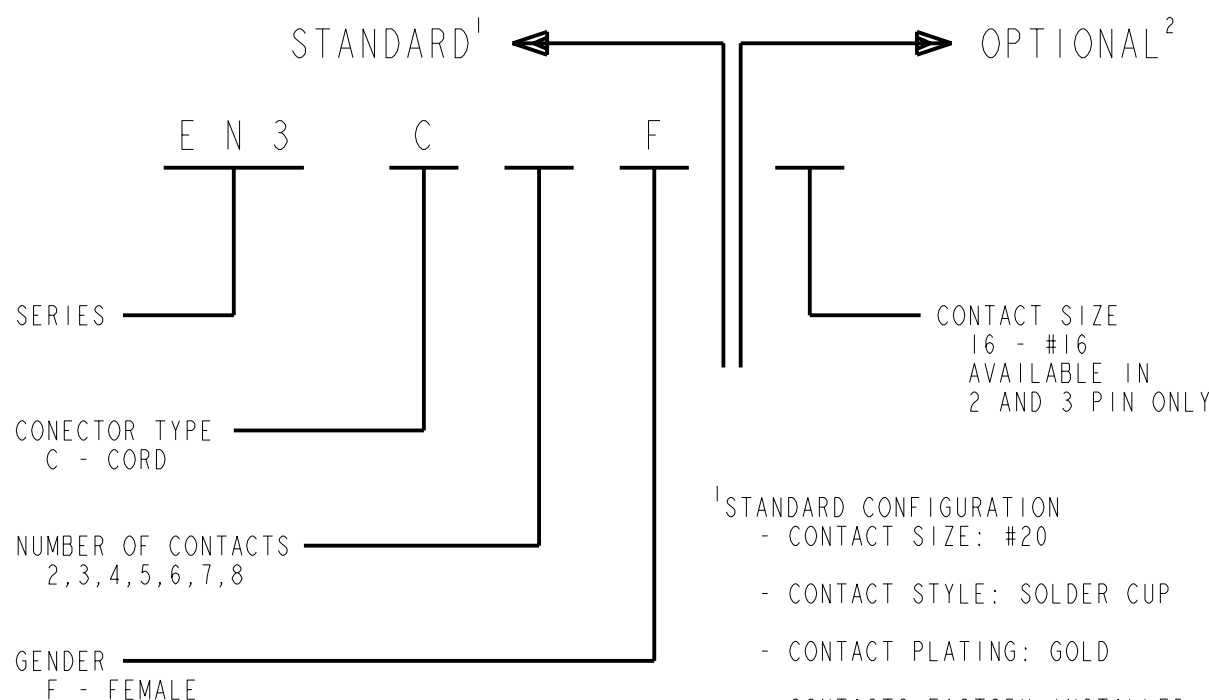 STANDARD¹ OPTIONAL²
EN3 C F
SERIES
CONTACT SIZE
16 - #16
AVAILABLE IN
2 AND 3 PIN ONLY
CONECTOR TYPE
C - CORD
NUMBER OF CONTACTS
2,3,4,5,6,7,8
GENDER
F - FEMALE
¹STANDARD CONFIGURATION
- CONTACT SIZE: #20
- CONTACT STYLE: SOLDER CUP
- CONTACT PLATING: GOLD